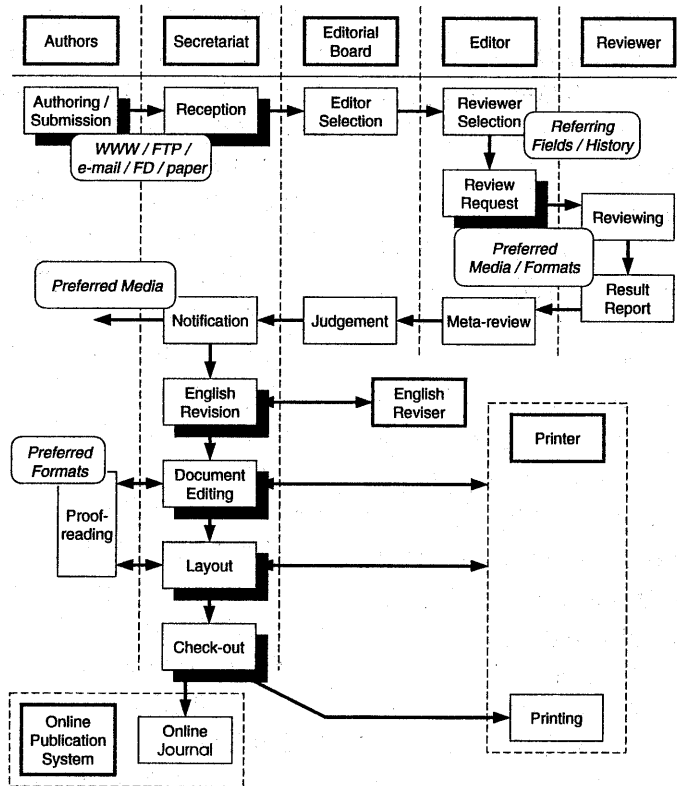 Authors
Secretariat
Editorial
Board
Editor
Reviewer
Authoring /
Submission
Reception
Editor
Selection
Reviewer
Selection
WWW / FTP /
e-mail / FD / paper
Referring
Fields / History
Review
Request
Reviewing
Preferred
Media / Formats
Preferred Media
Result
Report
Notification
Judgement
Meta-review
English
Revision
English
Reviser
Printer
Preferred
Formats
Document
Editing
Proof-
reading
Layout
Check-out
Online
Publication
System
Online
Journal
Printing